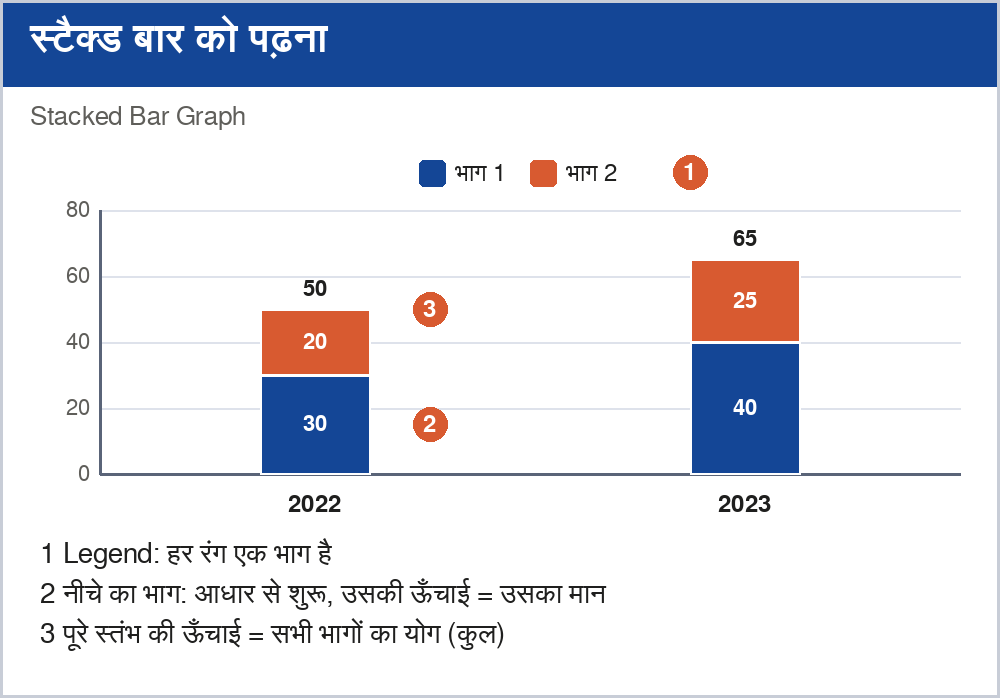 स्टैक्ड बार को पढ़ना
Stacked Bar Graph
भाग 1 भाग 2 1
80
65
60
50
3
25
40
20
20
30
2
40
0
2022 2023
1 Legend: हर रंग एक भाग है
2 नीचे का भाग: आधार से शुरू, उसकी ऊँचाई = उसका मान
3 पूरे स्तंभ की ऊँचाई = सभी भागों का योग (कुल)